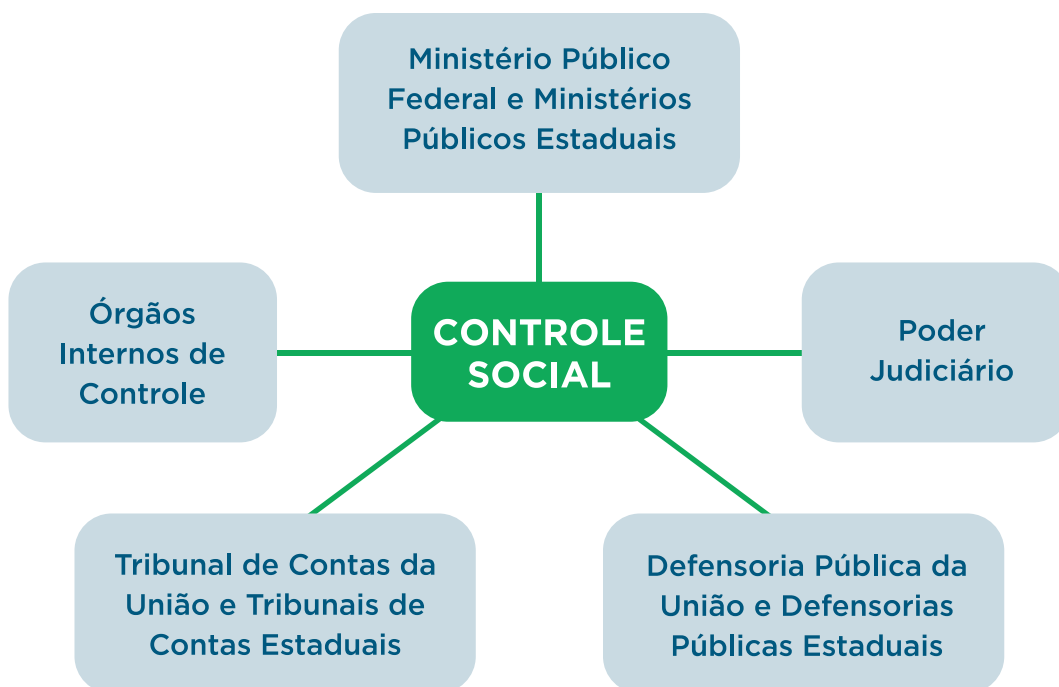 Ministério Público
Federal e Ministérios
Públicos Estaduais
Órgãos
Internos de
Controle
CONTROLE
SOCIAL
Poder
Judiciário
Tribunal de Contas da
União e Tribunais de
Contas Estaduais
Defensoria Pública da
União e Defensorias
Públicas Estaduais